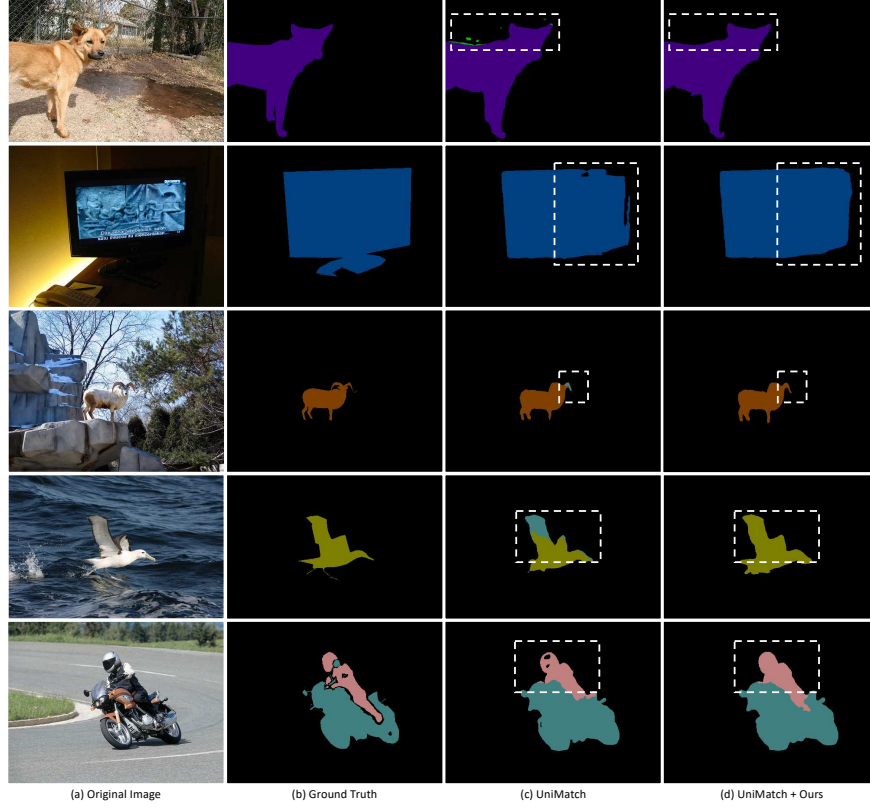 (a) Original Image
(b) Ground Truth
(c) UniMatch
(d) UniMatch + Ours